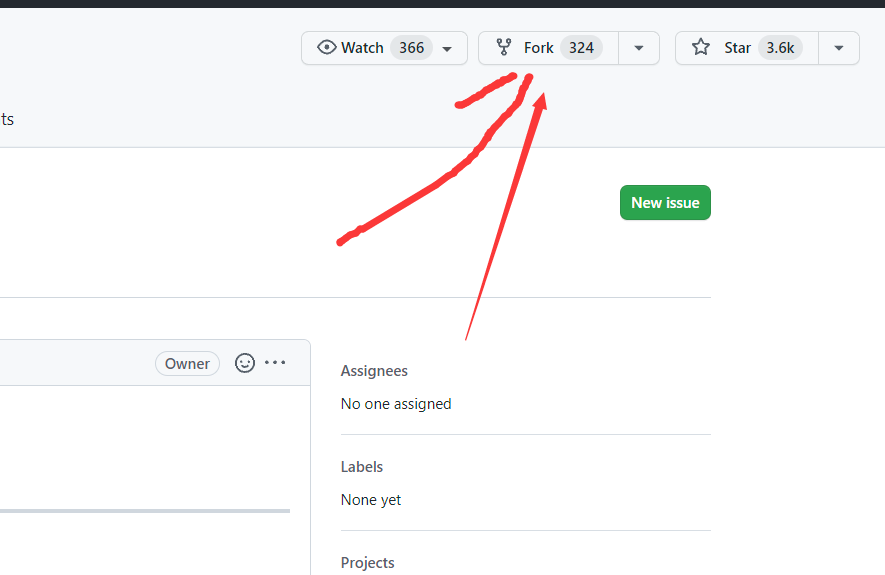 Watch 366 Fork 324 Star 3.6k
ts
New issue
Owner
Assignees
No one assigned
Labels
None yet
Projects